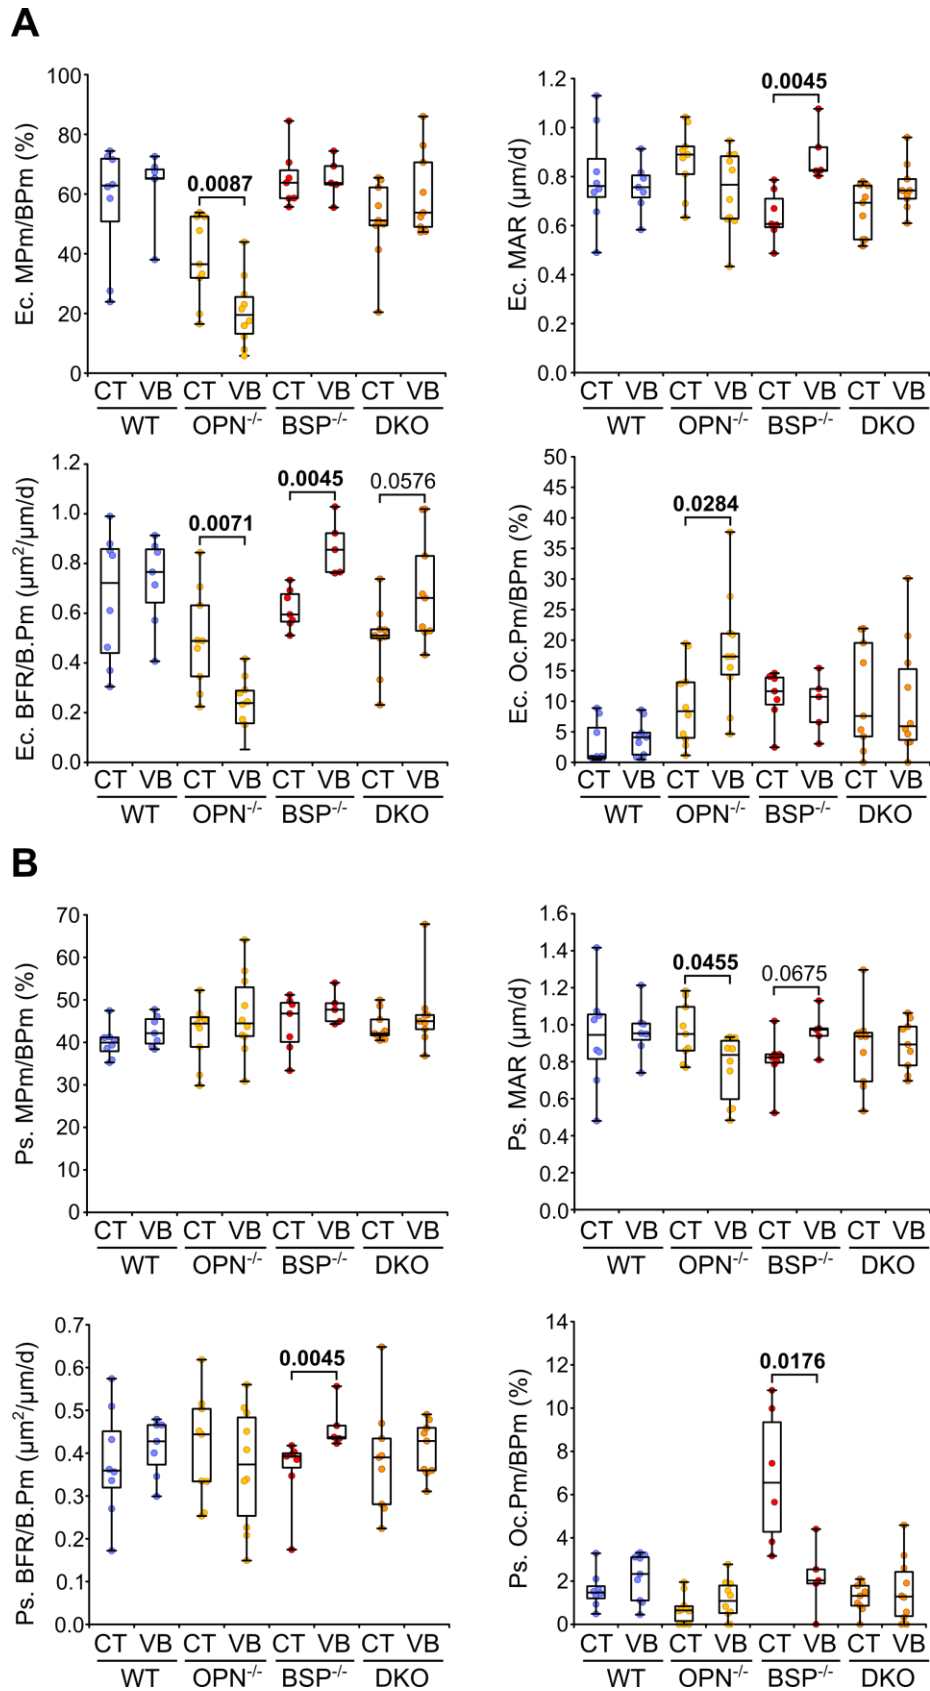 A
Ec. MPm/BPm (%)
100
80
60
40
20
0
0.0087
CT VB CT VB CT VB CT VB
WT OPN-/- BSP-/- DKO
Ec. MAR (µm/d)
1.2
1.0
0.8
0.6
0.4
0.2
0.0
0.0045
CT VB CT VB CT VB CT VB
WT OPN-/- BSP-/- DKO
Ec. BFR/B.Pm (µm²/µm/d)
1.2
1.0
0.8
0.6
0.4
0.2
0.0
0.0071
0.0045
0.0576
CT VB CT VB CT VB CT VB
WT OPN-/- BSP-/- DKO
Ec. Oc.Pm/BPm (%)
50
45
40
35
30
25
20
15
10
5
0
0.0284
CT VB CT VB CT VB CT VB
WT OPN-/- BSP-/- DKO
B
Ps. MPm/BPm (%)
70
60
50
40
30
20
10
0
CT VB CT VB CT VB CT VB
WT OPN-/- BSP-/- DKO
Ps. MAR (µm/d)
1.6
1.4
1.2
1.0
0.8
0.6
0.4
0.2
0.0
0.0455
0.0675
CT VB CT VB CT VB CT VB
WT OPN-/- BSP-/- DKO
Ps. BFR/B.Pm (µm²/µm/d)
0.7
0.6
0.5
0.4
0.3
0.2
0.1
0.0
0.0045
CT VB CT VB CT VB CT VB
WT OPN-/- BSP-/- DKO
Ps. Oc.Pm/BPm (%)
14
12
10
8
6
4
2
0
0.0176
CT VB CT VB CT VB CT VB
WT OPN-/- BSP-/- DKO